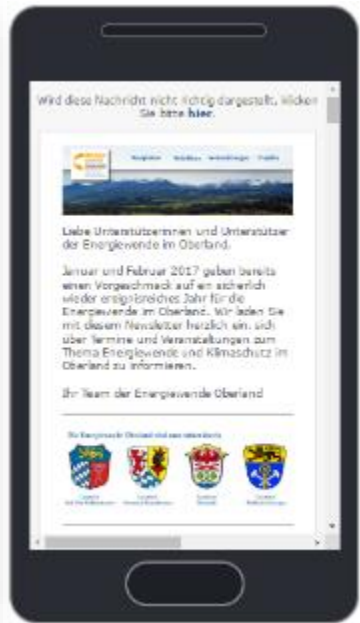 Wird diese Nachricht nicht richtig dargestellt, klicken
Sie bitte hier.
Liebe Unterstützerinnen und Unterstützer
der Energiewende im Oberland,
Januar und Februar 2017 geben bereits
einen Vorgeschmack auf ein sicherlich
wieder ereignisreiches Jahr für die
Energiewende im Oberland. Wir laden Sie
mit diesem Newsletter herzlich ein, sich
über Termine und Veranstaltungen zum
Thema Energiewende und Klimaschutz im
Oberland zu informieren.
Ihr Team der Energiewende Oberland